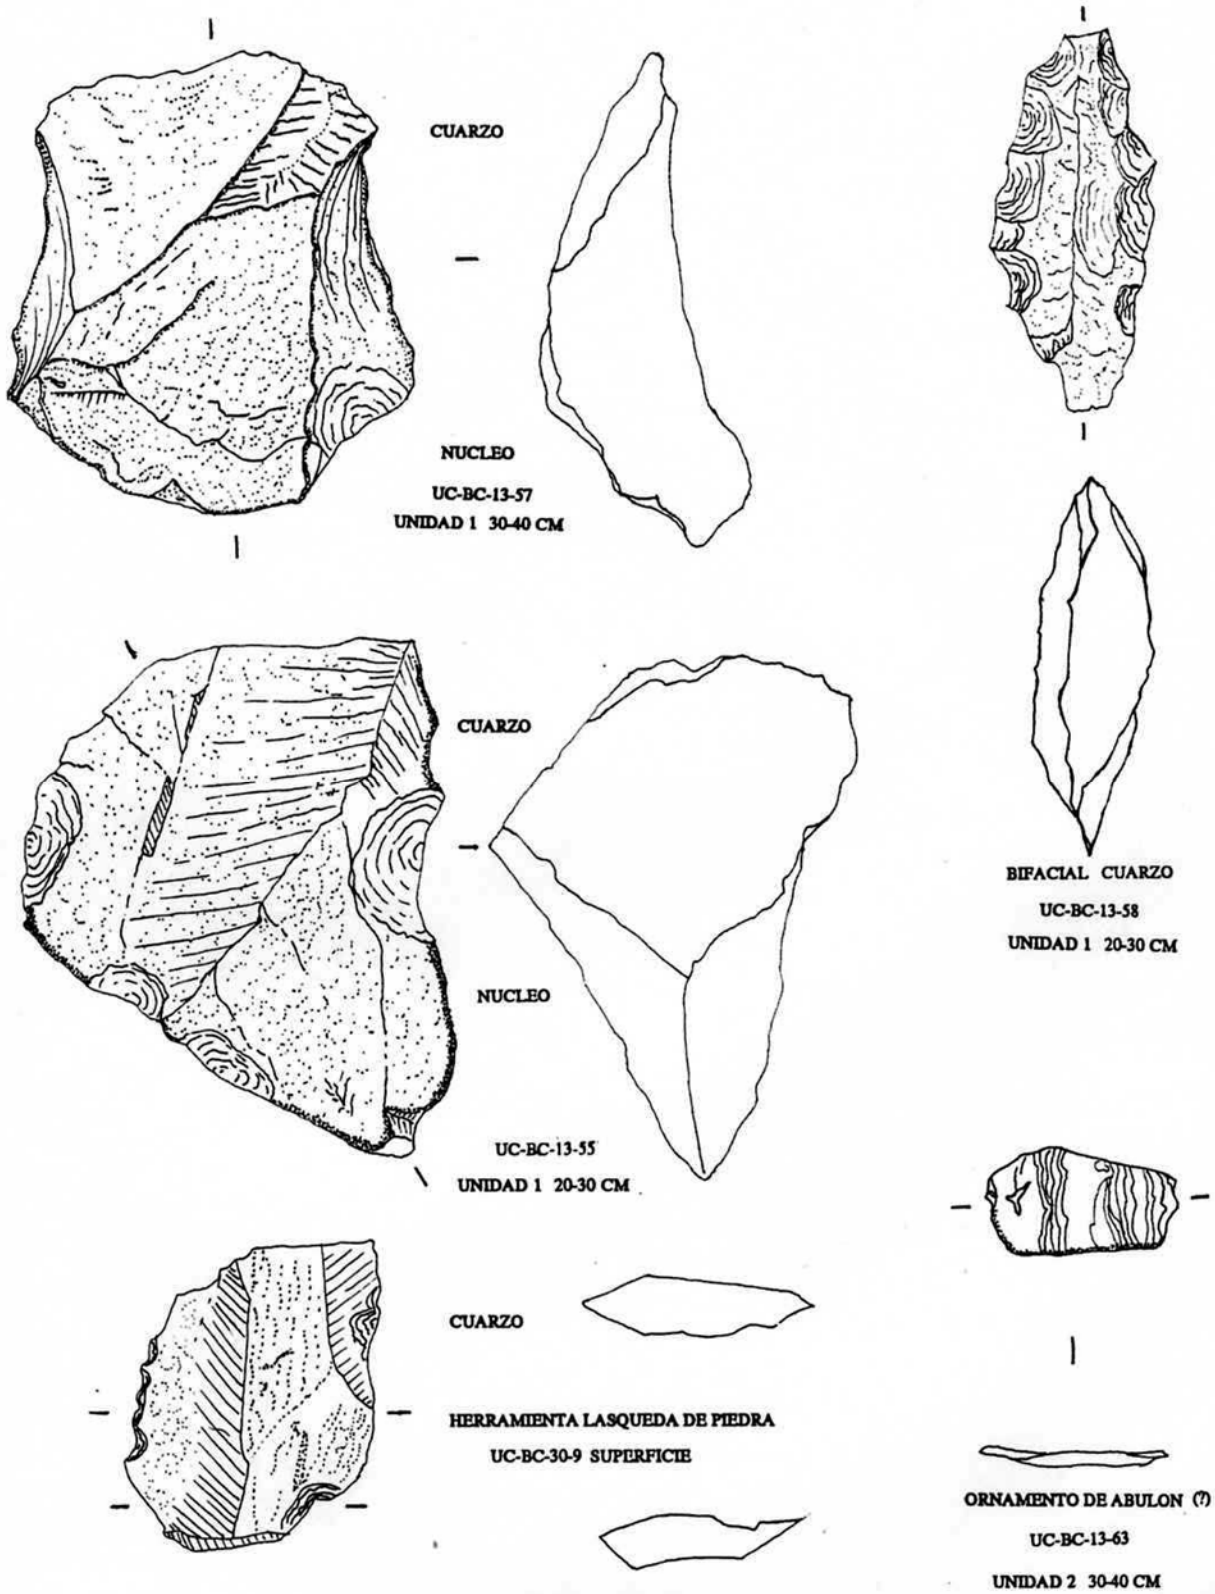 CUARZO
NUCLEO
UC-BC-13-57
UNIDAD 1 30-40 CM
CUARZO
NUCLEO
UC-BC-13-55
UNIDAD 1 20-30 CM
CUARZO
HERRAMIENTA LASQUEDA DE PIEDRA
UC-BC-30-9 SUPERFICIE
BIFACIAL CUARZO
UC-BC-13-58
UNIDAD 1 20-30 CM
ORNAMENTO DE ABULON (?)
UC-BC-13-63
UNIDAD 2 30-40 CM